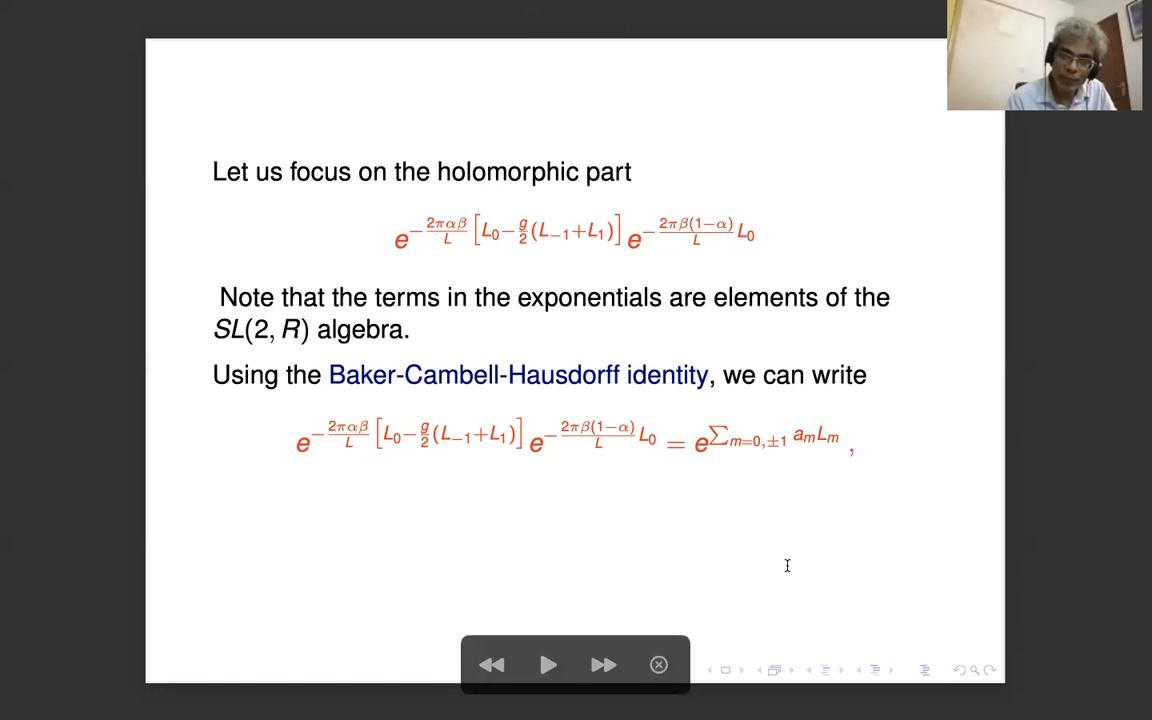 Let us focus on the holomorphic part
e^{-\frac{2\pi\alpha\beta}{L}\left[L_0-\frac{g}{2}(L_{-1}+L_1)\right]} e^{-\frac{2\pi\beta(1-\alpha)}{L}L_0}
Note that the terms in the exponentials are elements of the
SL(2, R) algebra.
Using the Baker-Cambell-Hausdorff identity, we can write
e^{-\frac{2\pi\alpha\beta}{L}\left[L_0-\frac{g}{2}(L_{-1}+L_1)\right]} e^{-\frac{2\pi\beta(1-\alpha)}{L}L_0} = e^{\sum_{m=0,\pm1} a_m L_m} ,